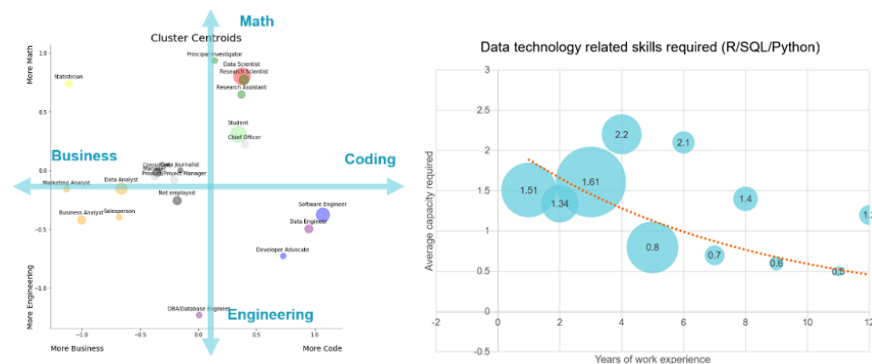 Math
Cluster Centroids
Principal Investigator
Data Scientist
Research Scientist
Statistician
Research Assistant
Student
Chief Officer
Business
Coding
Data Journalist
Manager
Product/Project Manager
Marketing Analyst
Data Analyst
Not employed
Business Analyst
Salesperson
Software Engineer
Data Engineer
Developer Advocate
DBA/Database Engineer
Engineering
More Math
More Engineering
1.0
0.5
0.0
−0.5
−1.0
−1.0
−0.5
0.0
0.5
1.0
More Business
More Code
Data technology related skills required (R/SQL/Python)
Average capacity required
3
2.5
2
1.5
1
0.5
0
-0.5
1.51
1.34
1.61
2.2
0.8
2.1
0.7
1.4
0.6
0.5
-2
0
2
4
6
8
10
12
Years of work experience